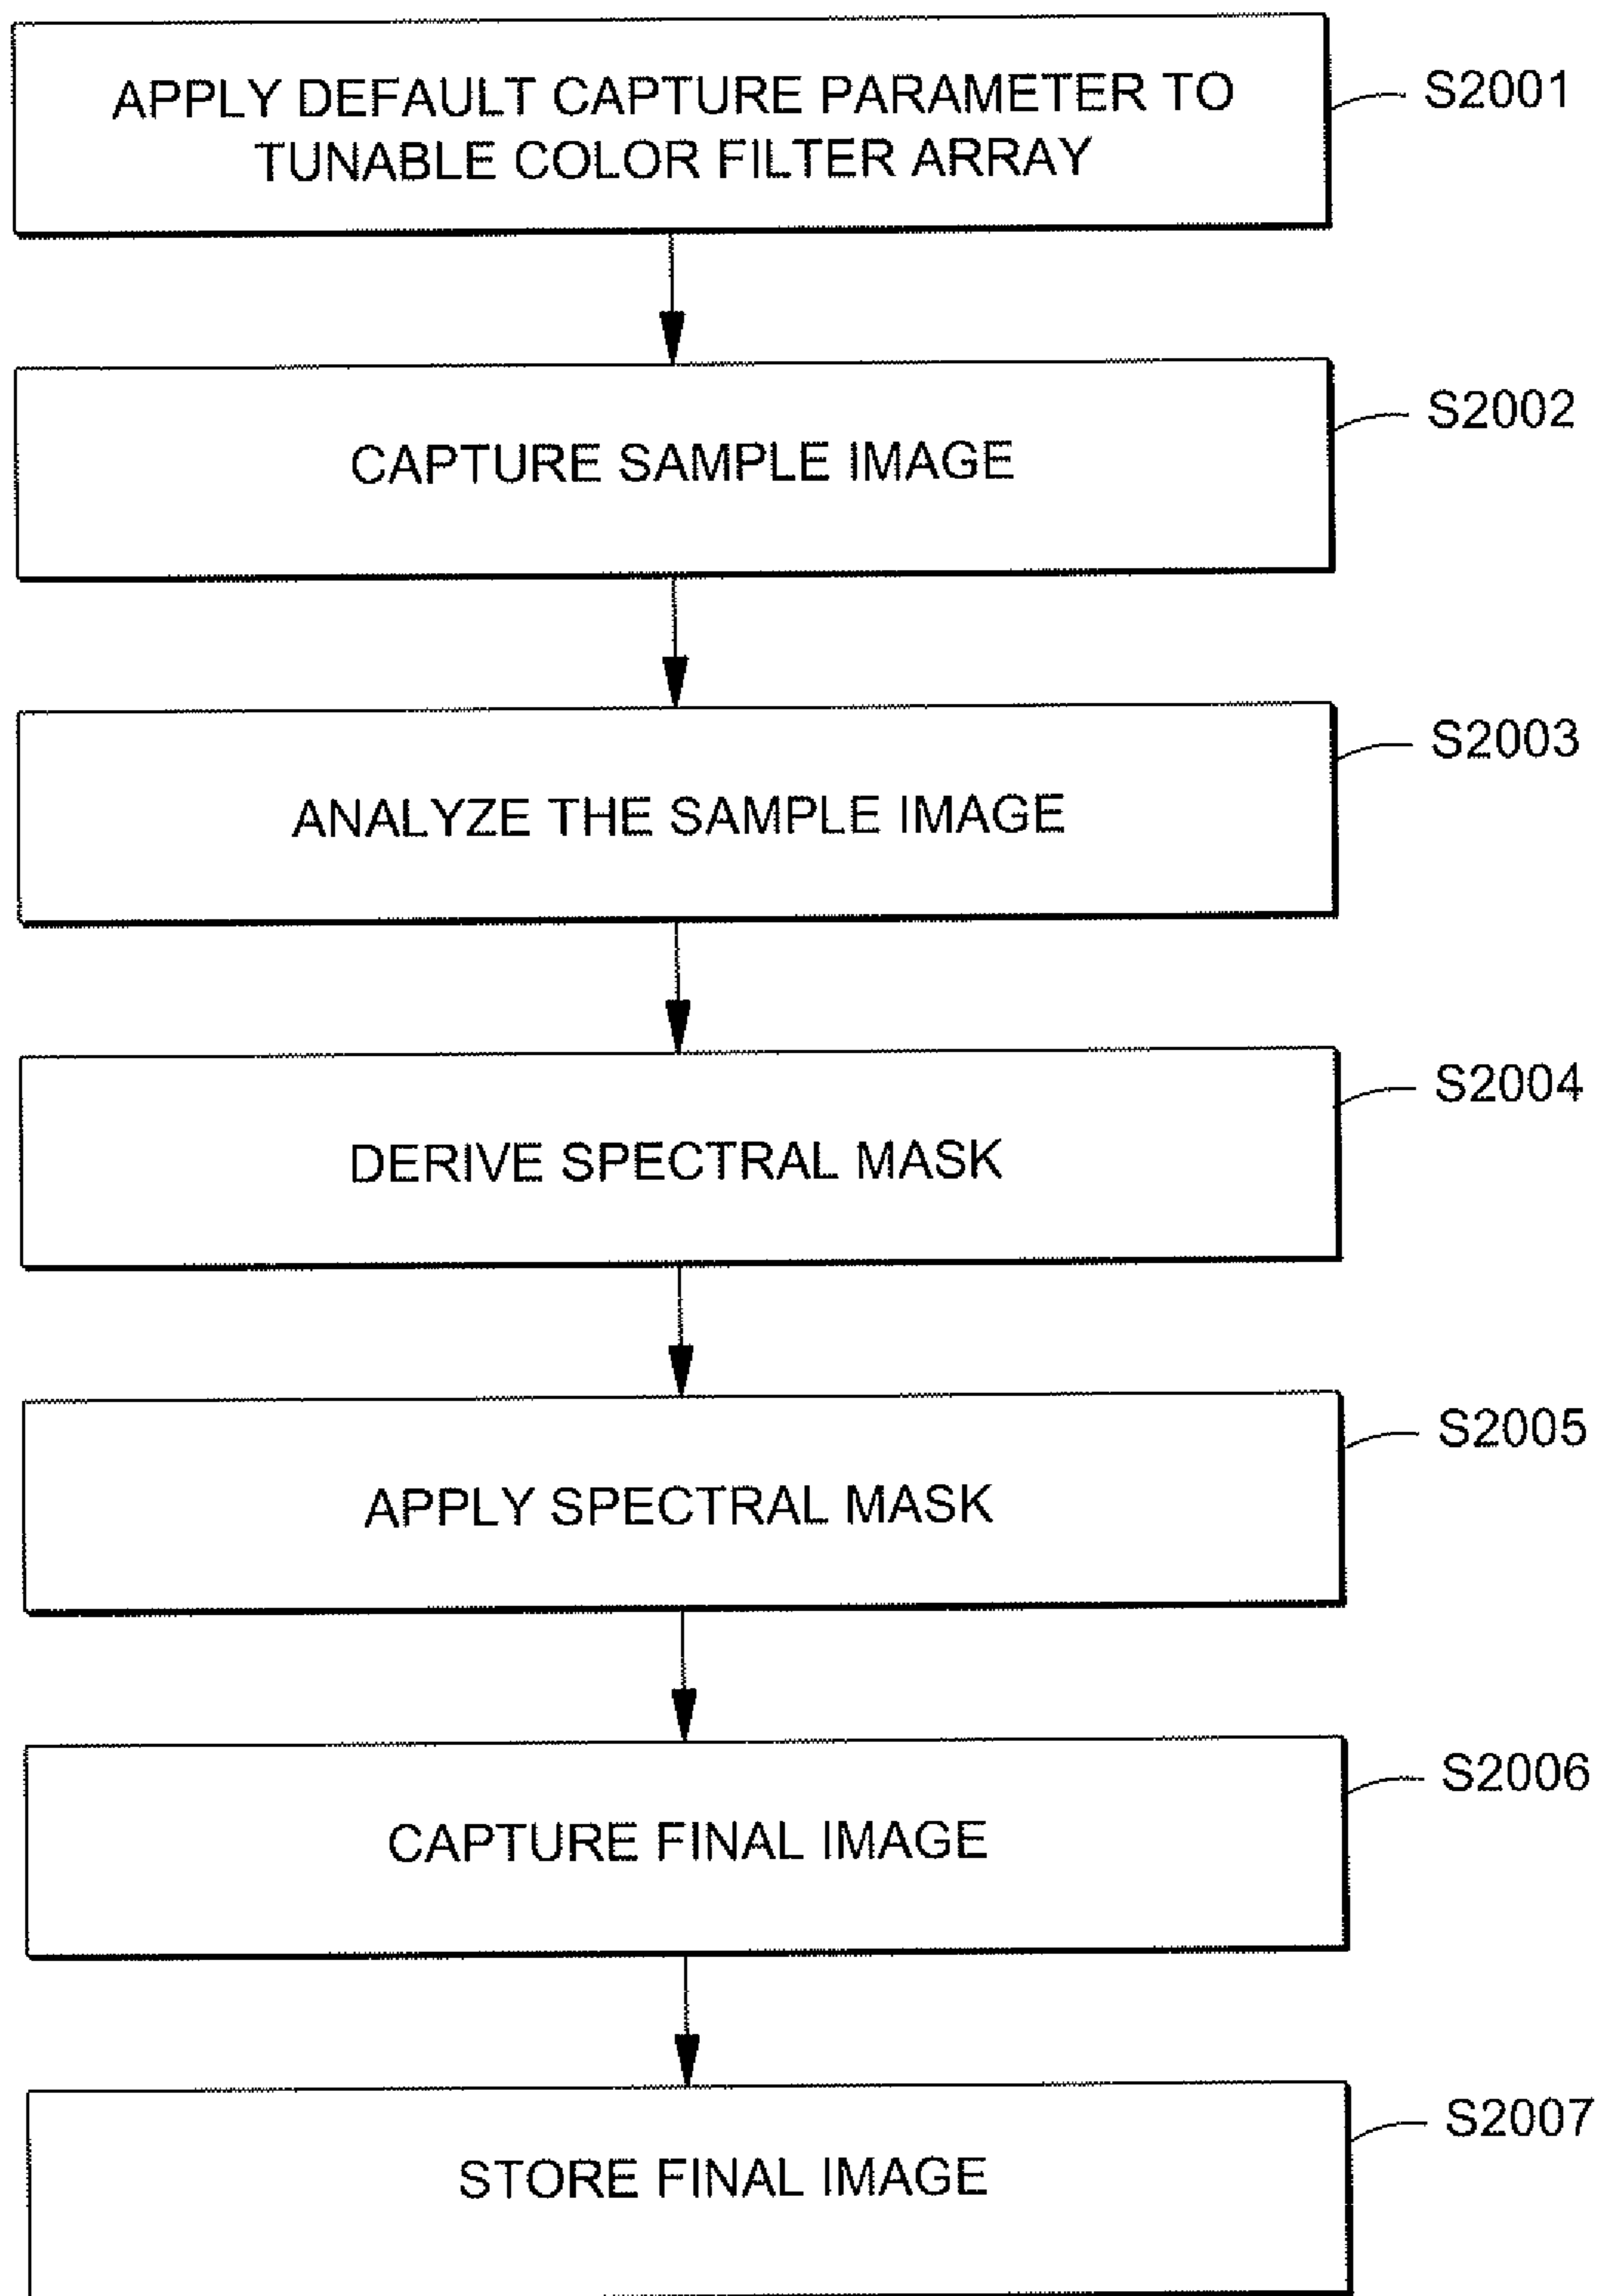 APPLY DEFAULT CAPTURE PARAMETER TO
TUNABLE COLOR FILTER ARRAY
S2001
CAPTURE SAMPLE IMAGE
S2002
ANALYZE THE SAMPLE IMAGE
S2003
DERIVE SPECTRAL MASK
S2004
APPLY SPECTRAL MASK
S2005
CAPTURE FINAL IMAGE
S2006
STORE FINAL IMAGE
S2007